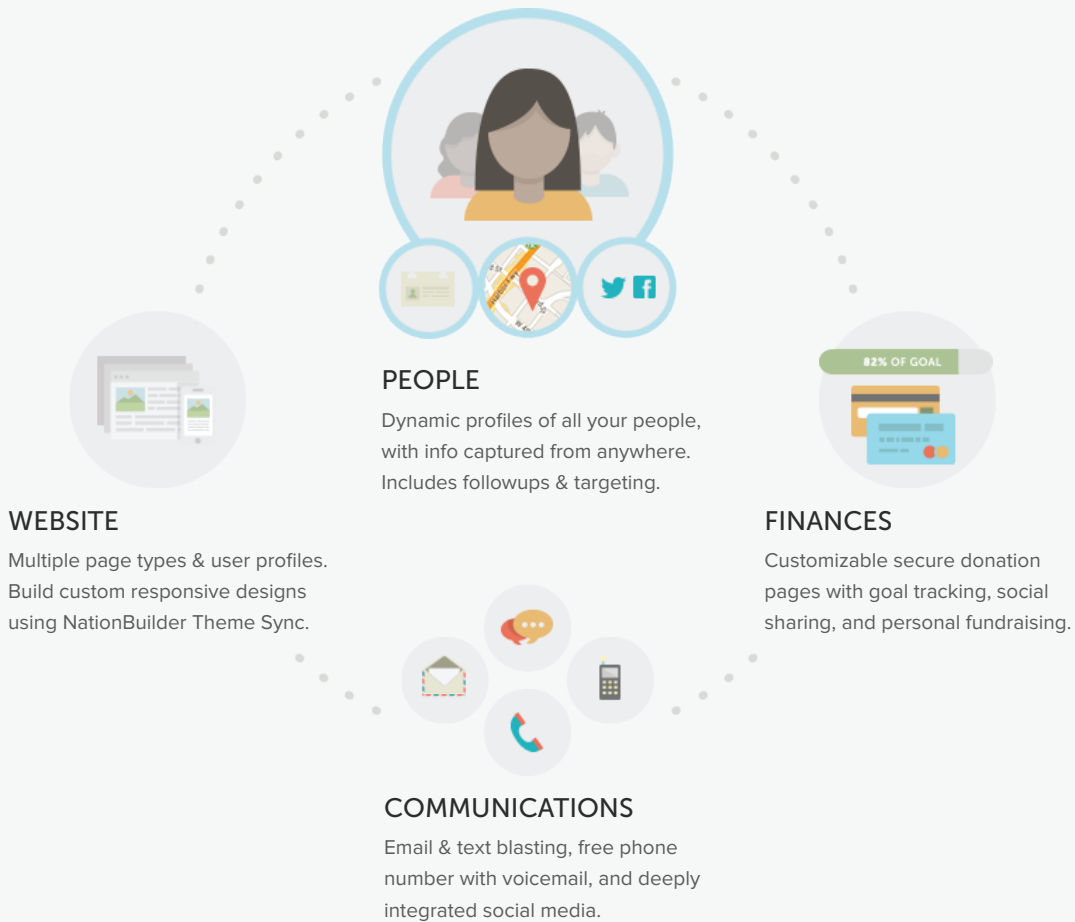 PEOPLE
Dynamic profiles of all your people,
with info captured from anywhere.
Includes followups & targeting.
WEBSITE
Multiple page types & user profiles.
Build custom responsive designs
using NationBuilder Theme Sync.
82% OF GOAL
FINANCES
Customizable secure donation
pages with goal tracking, social
sharing, and personal fundraising.
COMMUNICATIONS
Email & text blasting, free phone
number with voicemail, and deeply
integrated social media.